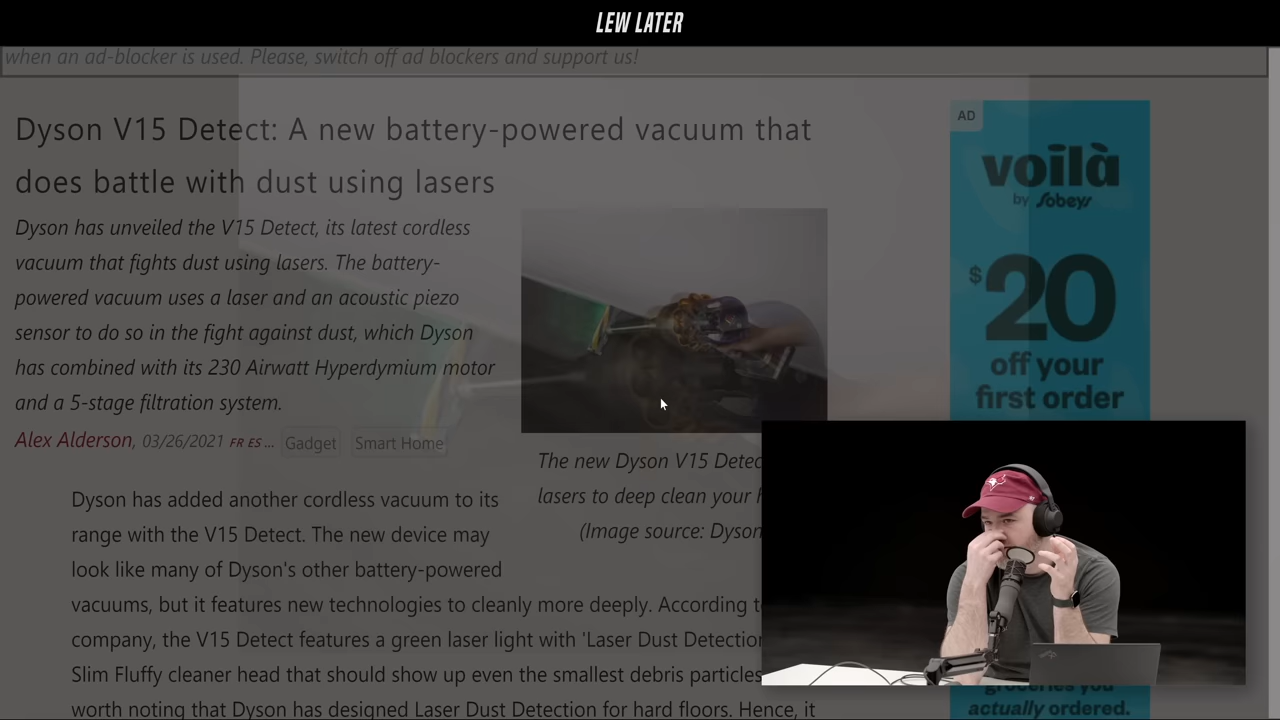 LEW LATER
when an ad-blocker is used. Please, switch off ad blockers and support us!
Dyson V15 Detect: A new battery-powered vacuum that
does battle with dust using lasers
Dyson has unveiled the V15 Detect, its latest cordless
vacuum that fights dust using lasers. The battery-
powered vacuum uses a laser and an acoustic piezo
sensor to do so in the fight against dust, which Dyson
has combined with its 230 Airwatt Hyperdymium motor
and a 5-stage filtration system.
Alex Alderson, 03/26/2021 FR ES ... Gadget Smart Home
The new Dyson V15 Detec
lasers to deep clean your
(Image source: Dyson
Dyson has added another cordless vacuum to its
range with the V15 Detect. The new device may
look like many of Dyson's other battery-powered
vacuums, but it features new technologies to cleanly more deeply. According to
company, the V15 Detect features a green laser light with 'Laser Dust Detection
Slim Fluffy cleaner head that should show up even the smallest debris particles
worth noting that Dyson has designed Laser Dust Detection for hard floors. Hence, it
AD
voilà
by Sobeys
$20
off your
first order
groceries you
actually ordered.